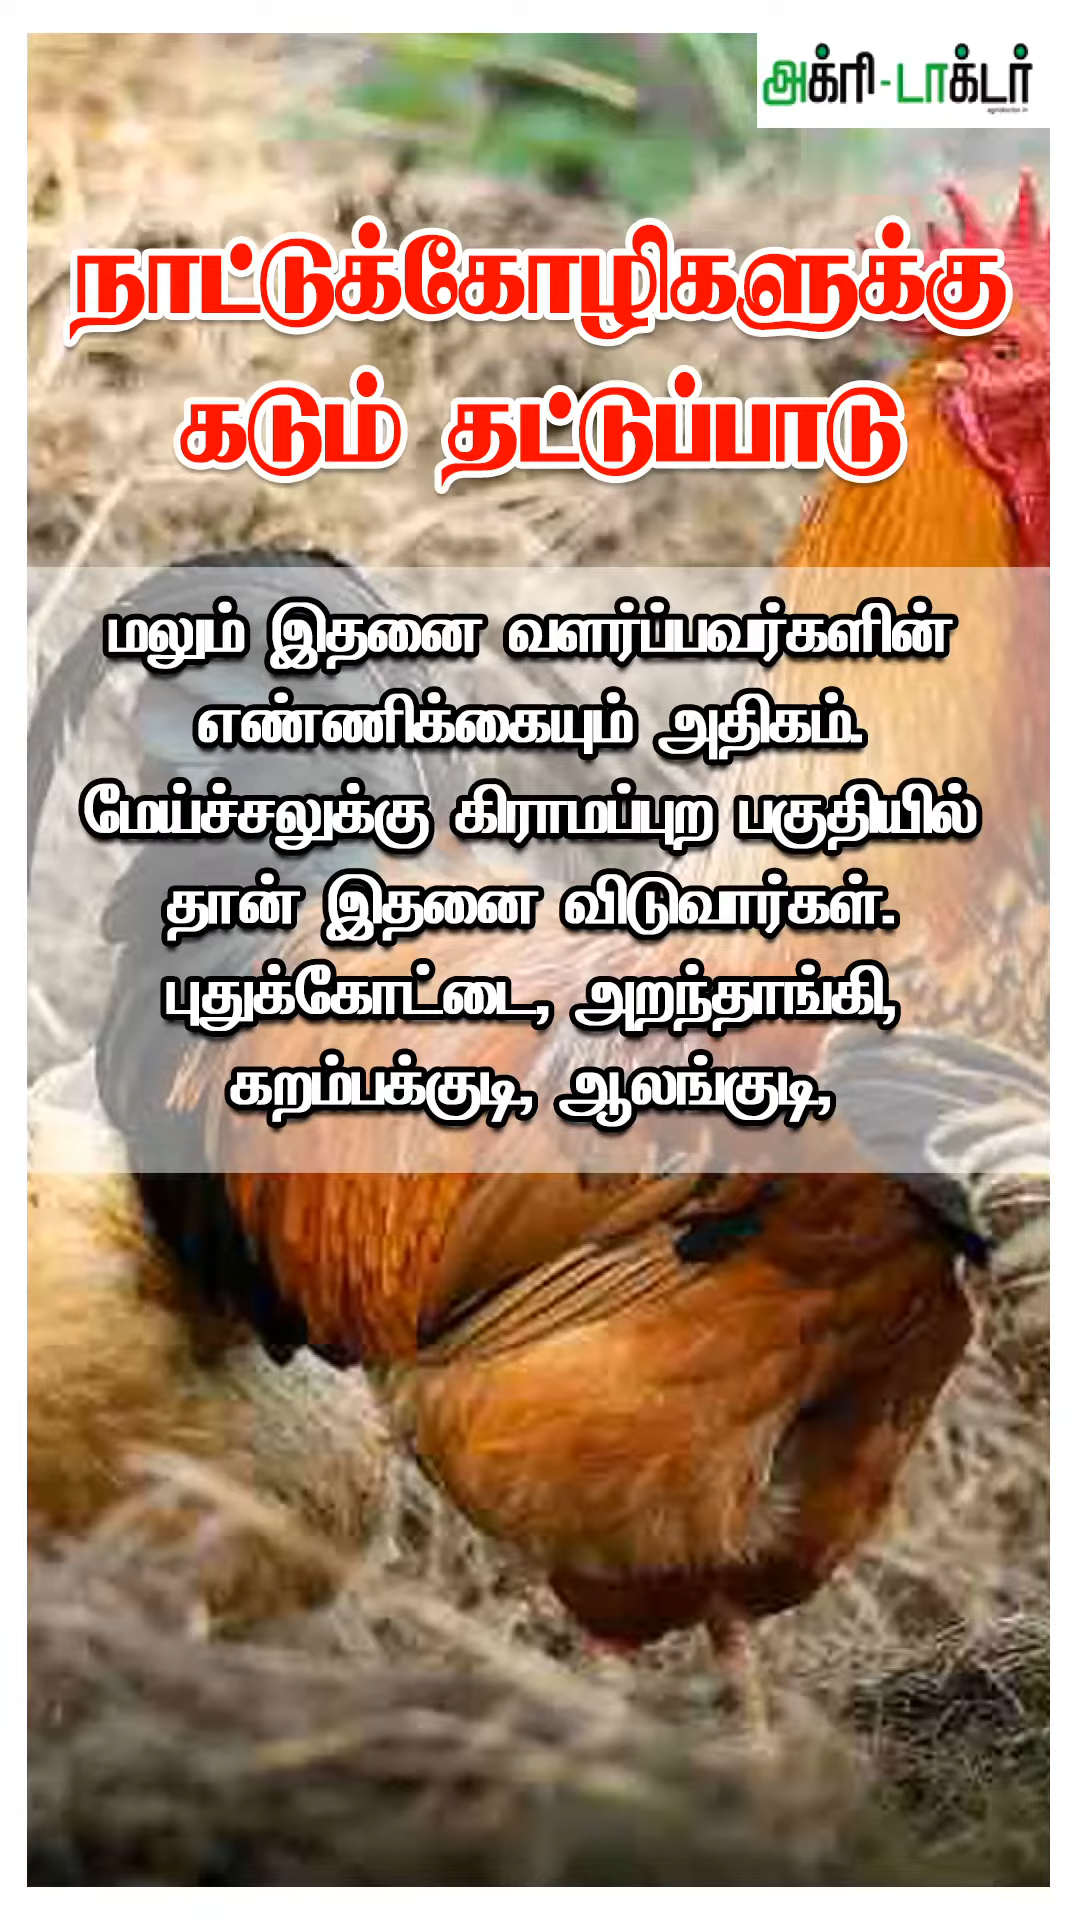 அக்ரி-டாக்டர்
நாட்டுக்கோழிகளுக்கு
கடும் தட்டுப்பாடு
மலும் இதனை வளர்ப்பவர்களின்
எண்ணிக்கையும் அதிகம்.
மேய்ச்சலுக்கு கிராமப்புற பகுதியில்
தான் இதனை விடுவார்கள்.
புதுக்கோட்டை, அறந்தாங்கி,
கறம்பக்குடி, ஆலங்குடி,